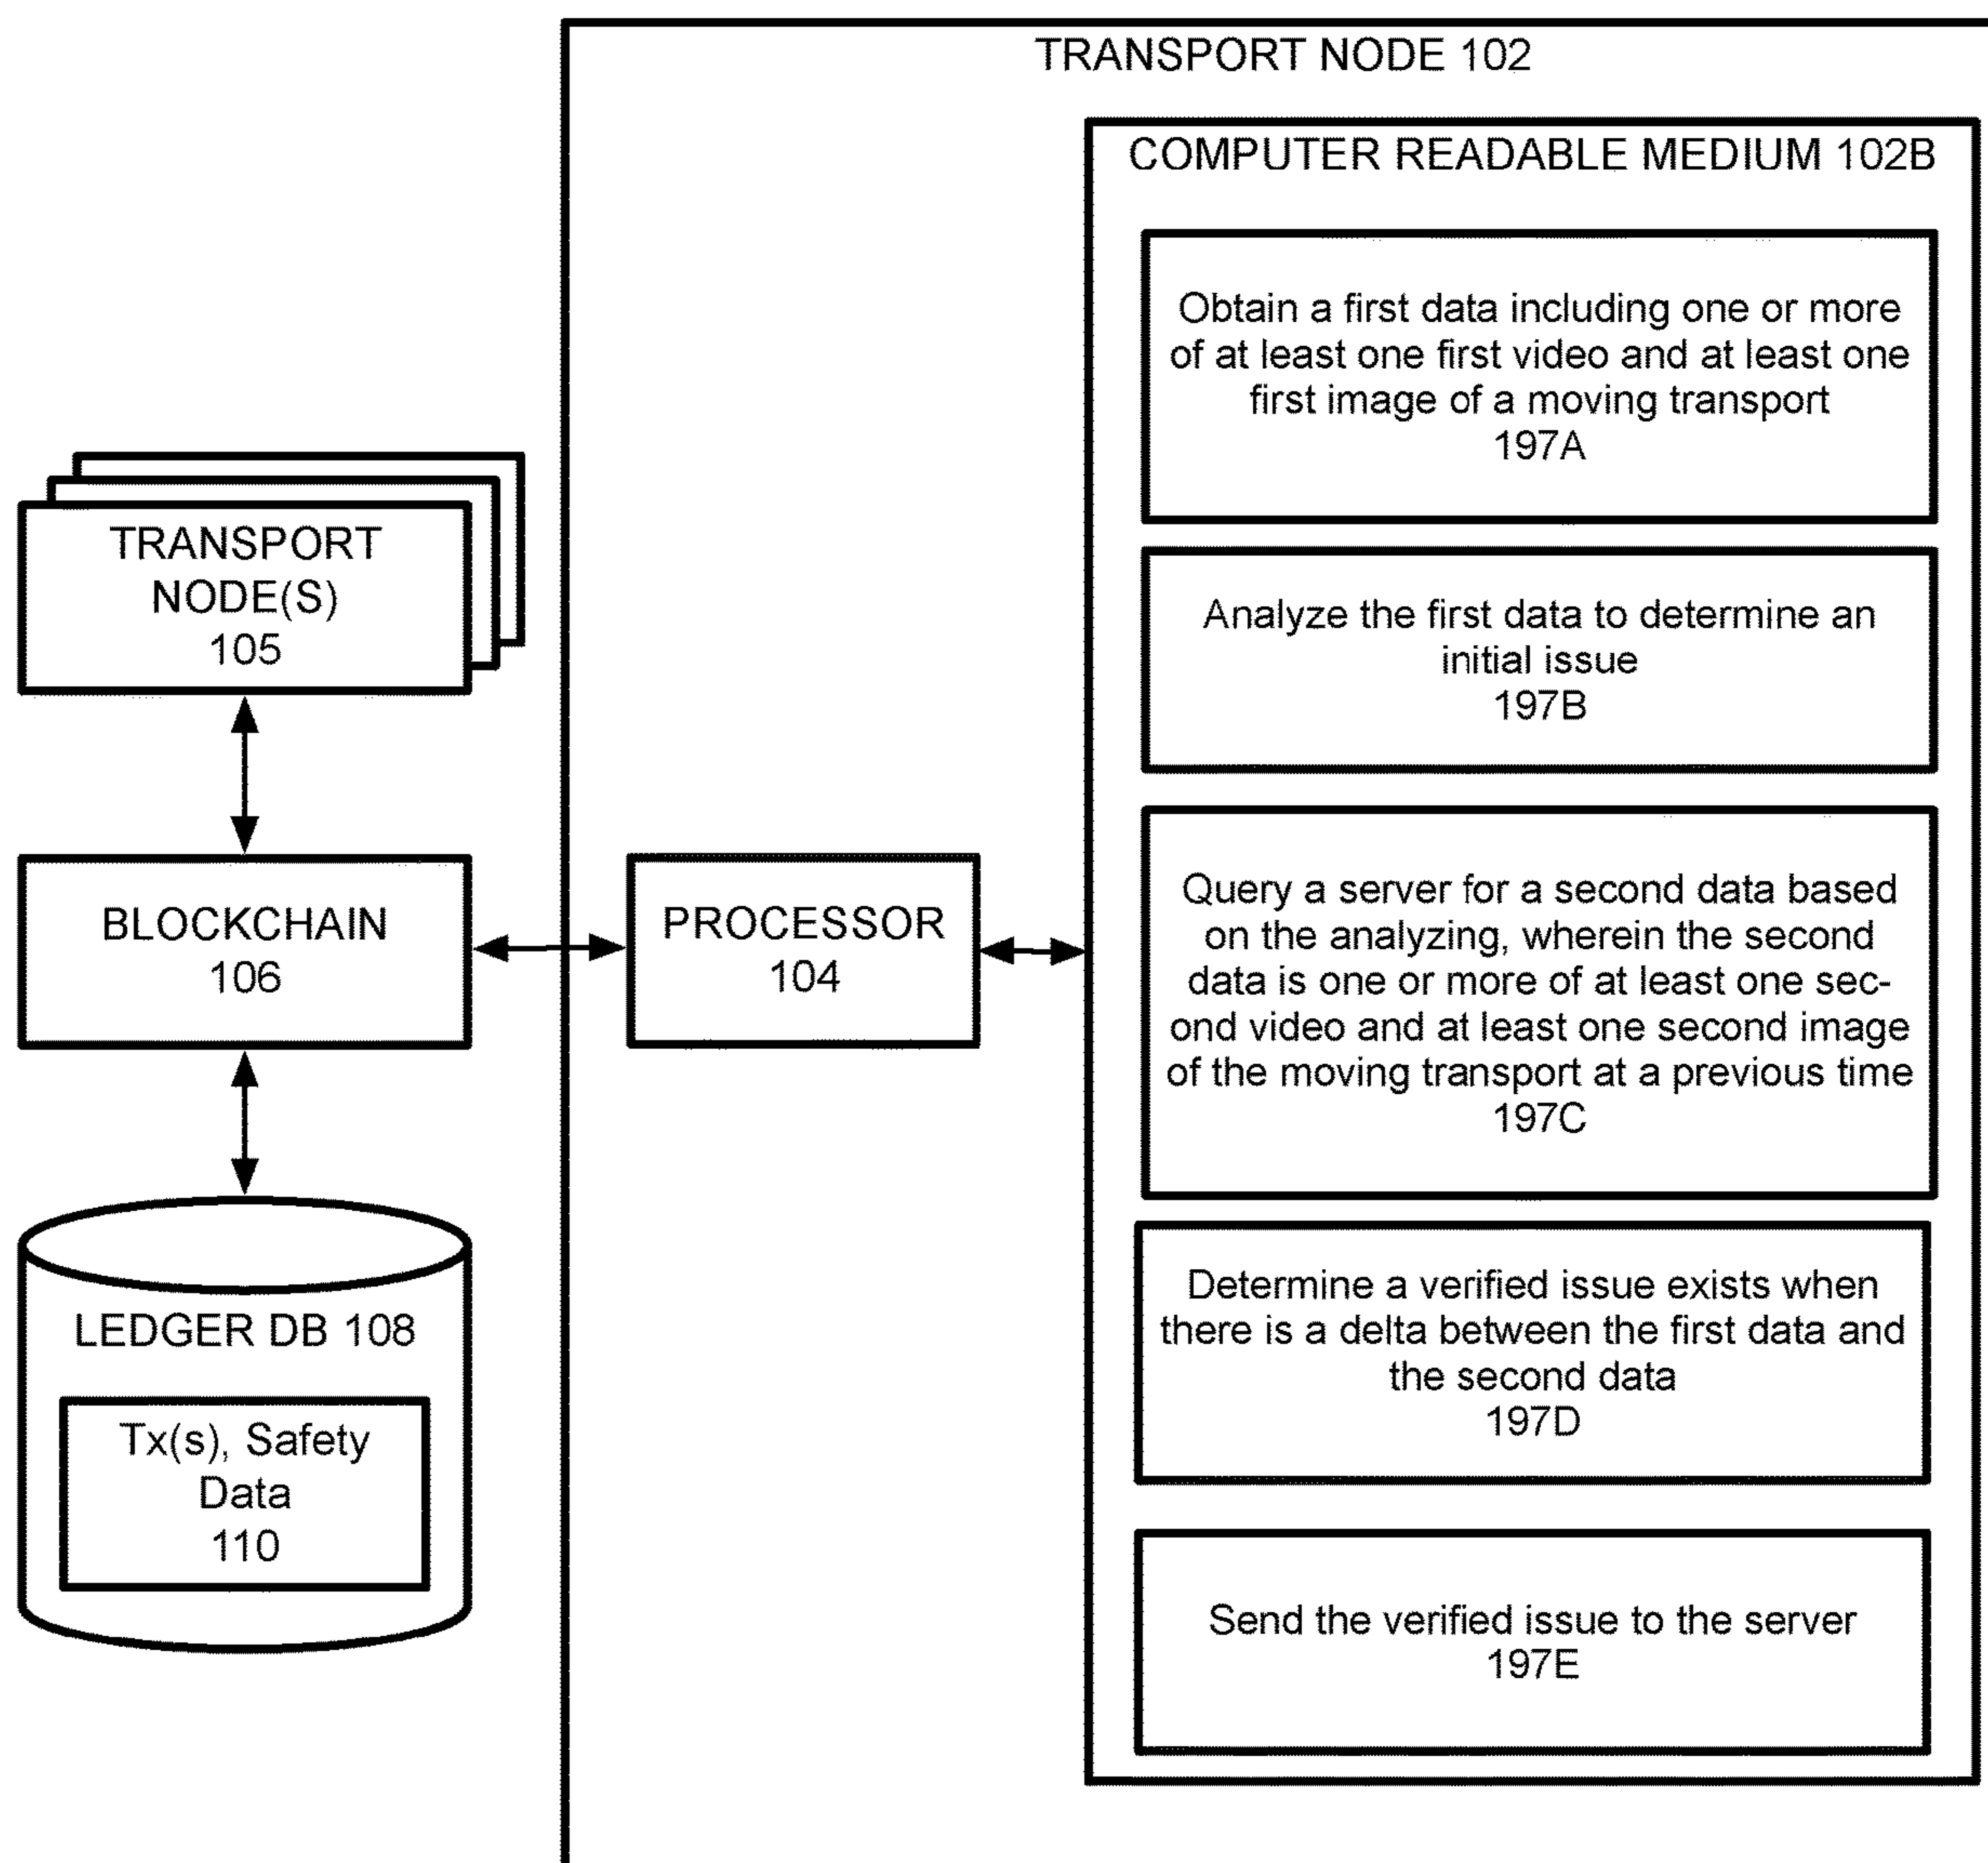 TRANSPORT NODE 102
COMPUTER READABLE MEDIUM 102B
Obtain a first data including one or more
of at least one first video and at least one
first image of a moving transport
197A
Analyze the first data to determine an
initial issue
197B
Query a server for a second data based
on the analyzing, wherein the second
data is one or more of at least one sec-
ond video and at least one second image
of the moving transport at a previous time
197C
Determine a verified issue exists when
there is a delta between the first data and
the second data
197D
Send the verified issue to the server
197E
TRANSPORT
NODE(S)
105
BLOCKCHAIN
106
PROCESSOR
104
LEDGER DB 108
Tx(s), Safety
Data
110